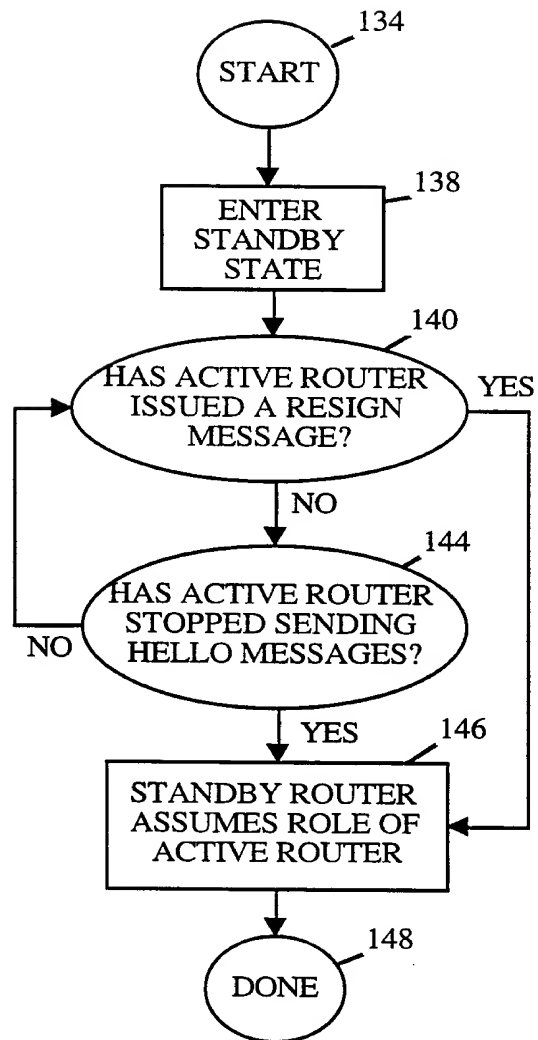 134
START
138
ENTER
STANDBY
STATE
140
HAS ACTIVE ROUTER
ISSUED A RESIGN
MESSAGE?
YES
NO
144
HAS ACTIVE ROUTER
STOPPED SENDING
HELLO MESSAGES?
NO
YES
146
STANDBY ROUTER
ASSUMES ROLE OF
ACTIVE ROUTER
148
DONE